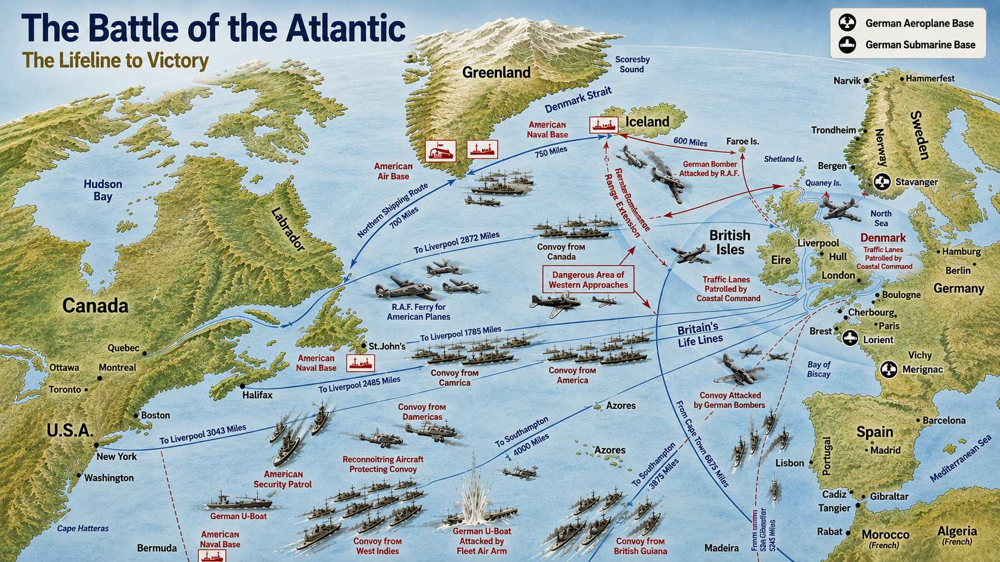 The Battle of the Atlantic
The Lifeline to Victory
German Aeroplane Base
German Submarine Base
Greenland
Scoresby
Sound
Denmark Strait
Narvik
Hammerfest
American
Naval Base
Iceland
Sweden
Norway
Trondheim
600 Miles
Faroe Is.
750 Miles
Shetland Is.
Bergen
American
Air Base
German Bomber
Attacked by R.A.F.
Hudson
Bay
Quaney Is.
Stavanger
Northern Shipping Route
700 Miles
Range Extension
Labrador
North
Sea
To Liverpool 2872 Miles
Convoy from
Canada
British
Isles
Denmark
Traffic Lanes
Patrolled by
Coastal Command
Liverpool
Hull
Eire
London
Hamburg
Berlin
Germany
Dangerous Area of
Western Approaches
Traffic Lanes
Patrolled by
Coastal Command
Canada
R.A.F. Ferry for
American Planes
Boulogne
Cherbourg
Paris
Brest
Lorient
To Liverpool 1785 Miles
Britain's
Life Lines
Quebec
St.John's
Ottawa
Montreal
American
Naval Base
Vichy
Merignac
Bay of
Biscay
Toronto
Halifax
To Liverpool 2485 Miles
Convoy from
Camrica
Convoy from
America
Convoy Attacked
by German Bombers
Boston
Convoy from
Damericas
Azores
From Cape Town 6875 Miles
Barcelona
U.S.A.
To Liverpool 3043 Miles
To Southampton
4000 Miles
Spain
Madrid
Portugal
New York
Azores
Lisbon
Mediterranean Sea
Reconnoitring Aircraft
Protecting Convoy
To Southampton
3875 Miles
Washington
American
Security Patrol
German U-Boat
Cadiz
Gibraltar
Tangier
Cape Hatteras
American
Naval Base
Bermuda
Convoy from
West Indies
German U-Boat
Attacked by
Fleet Air Arm
Convoy from
British Guiana
Madeira
5245 Miles
Rabat
Morocco
(French)
Algeria
(French)